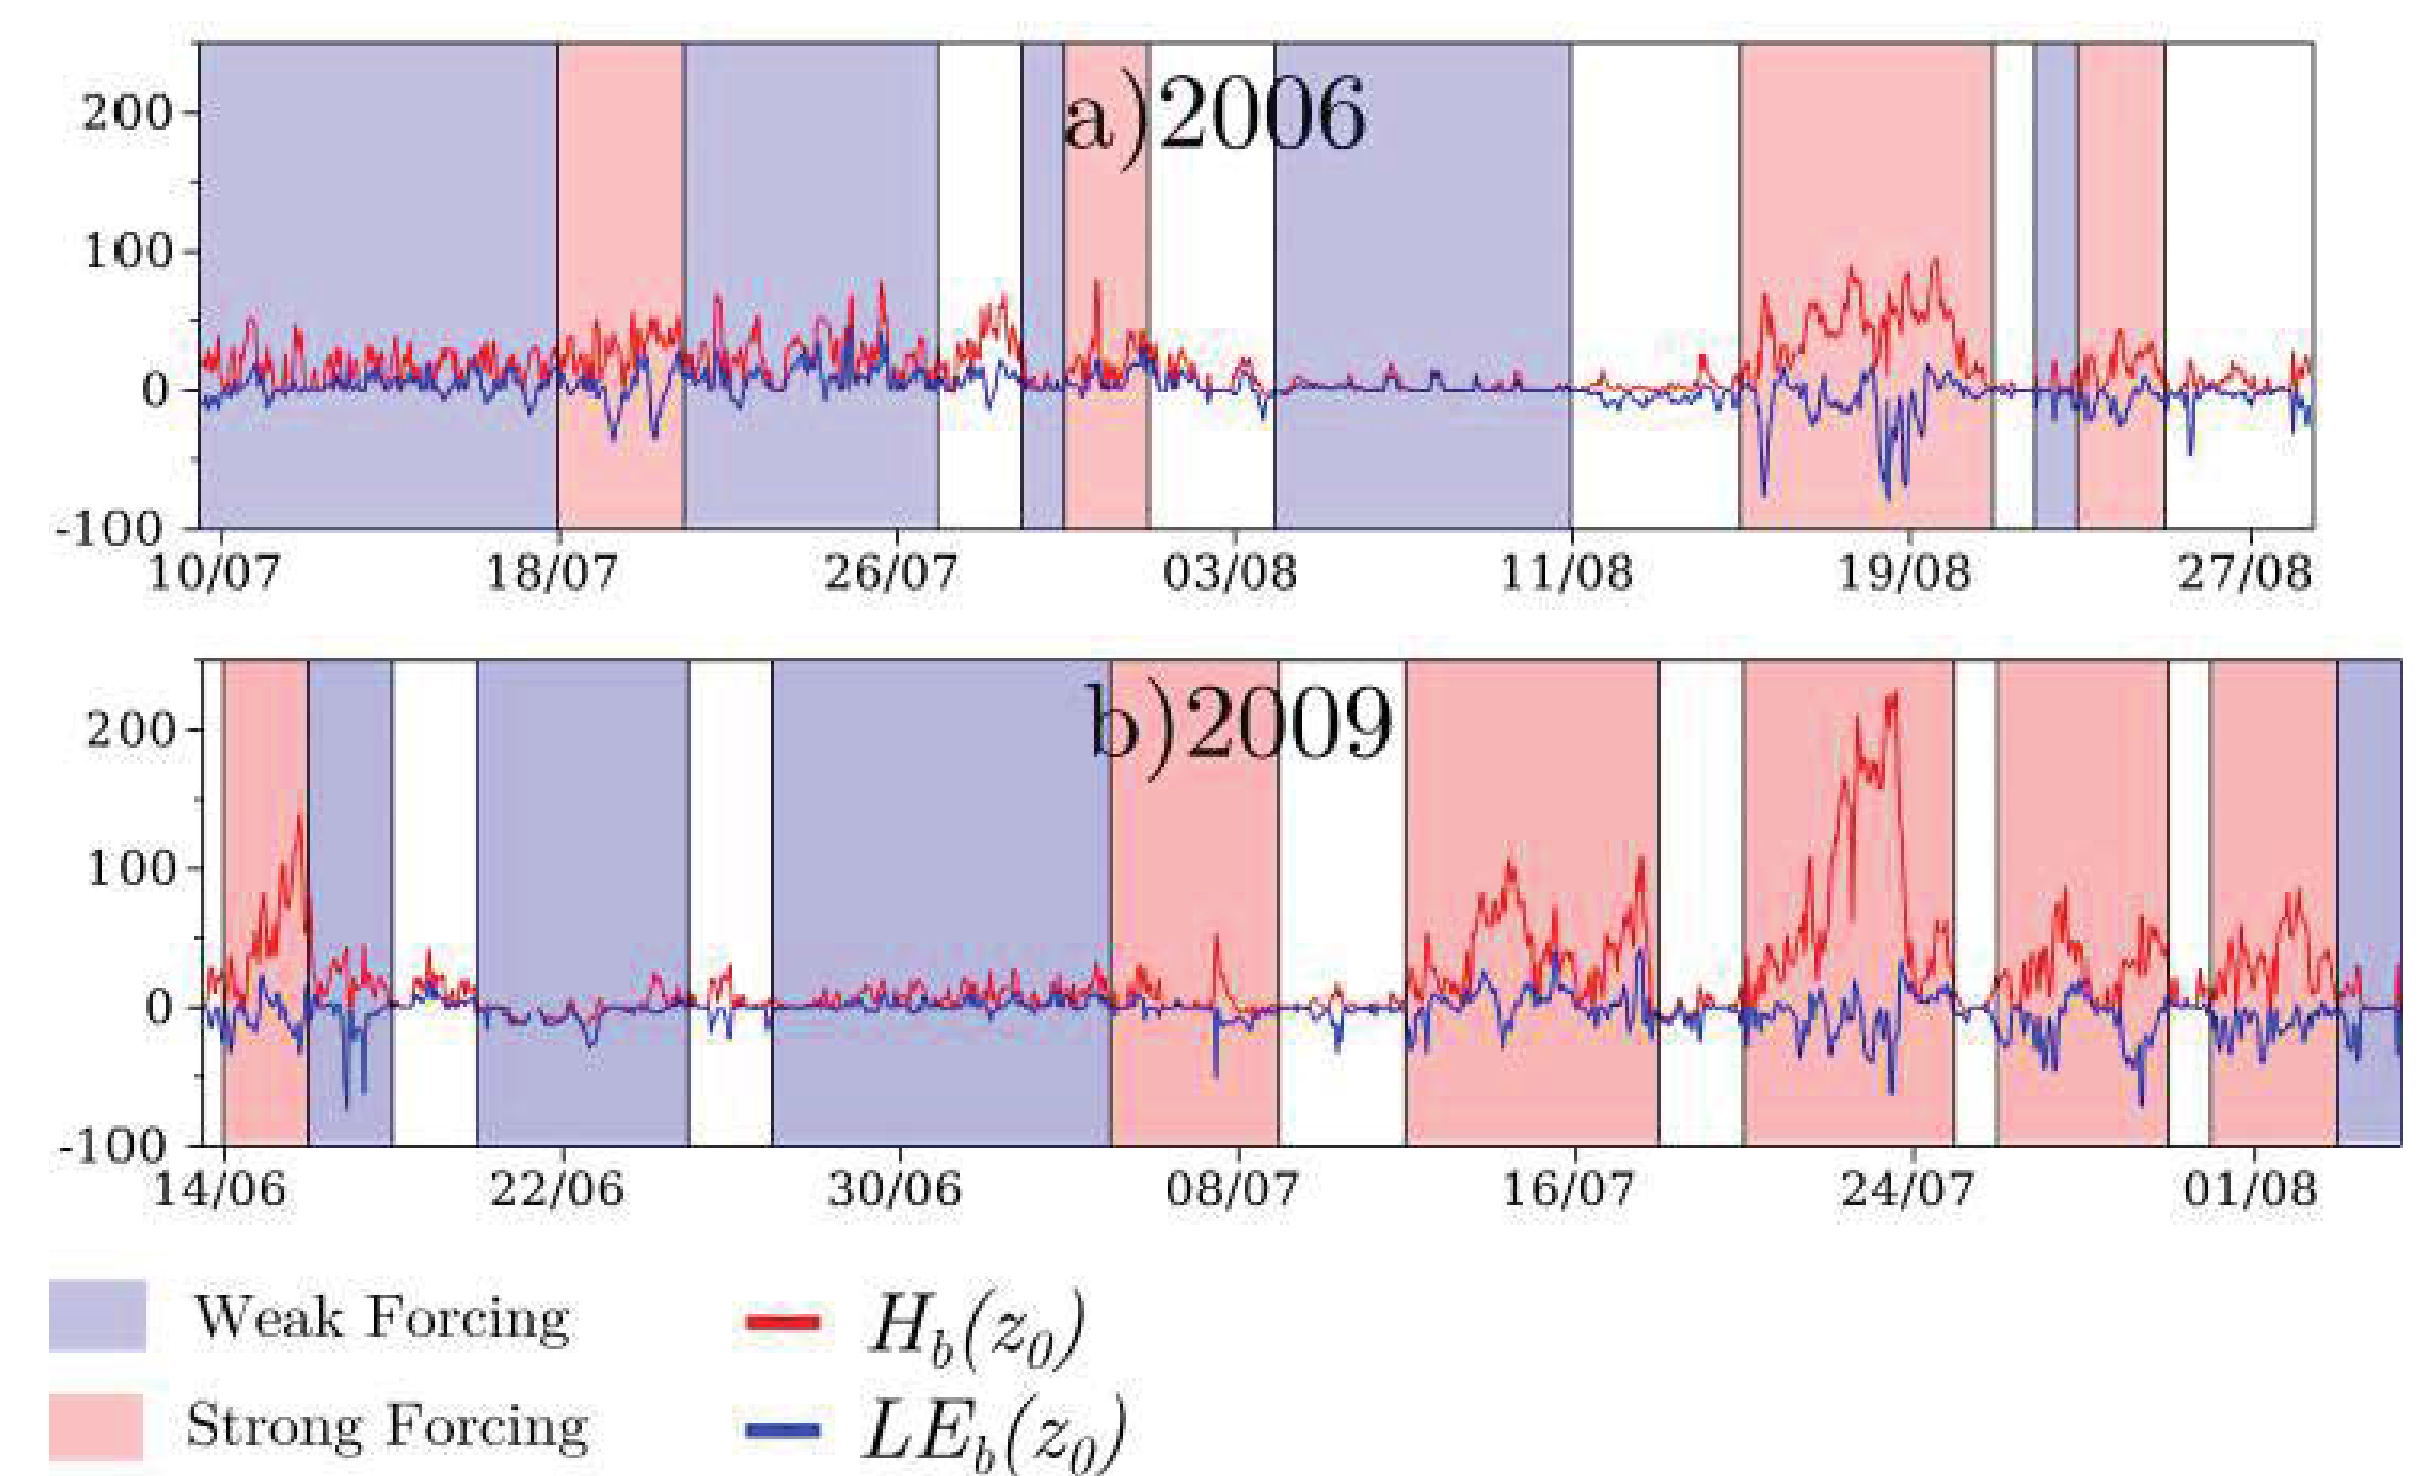 a)2006
200
100
0
-100
10/07 18/07 26/07 03/08 11/08 19/08 27/08
b)2009
200
100
0
-100
14/06 22/06 30/06 08/07 16/07 24/07 01/08
Weak Forcing H_b(z_0)
Strong Forcing LE_b(z_0)